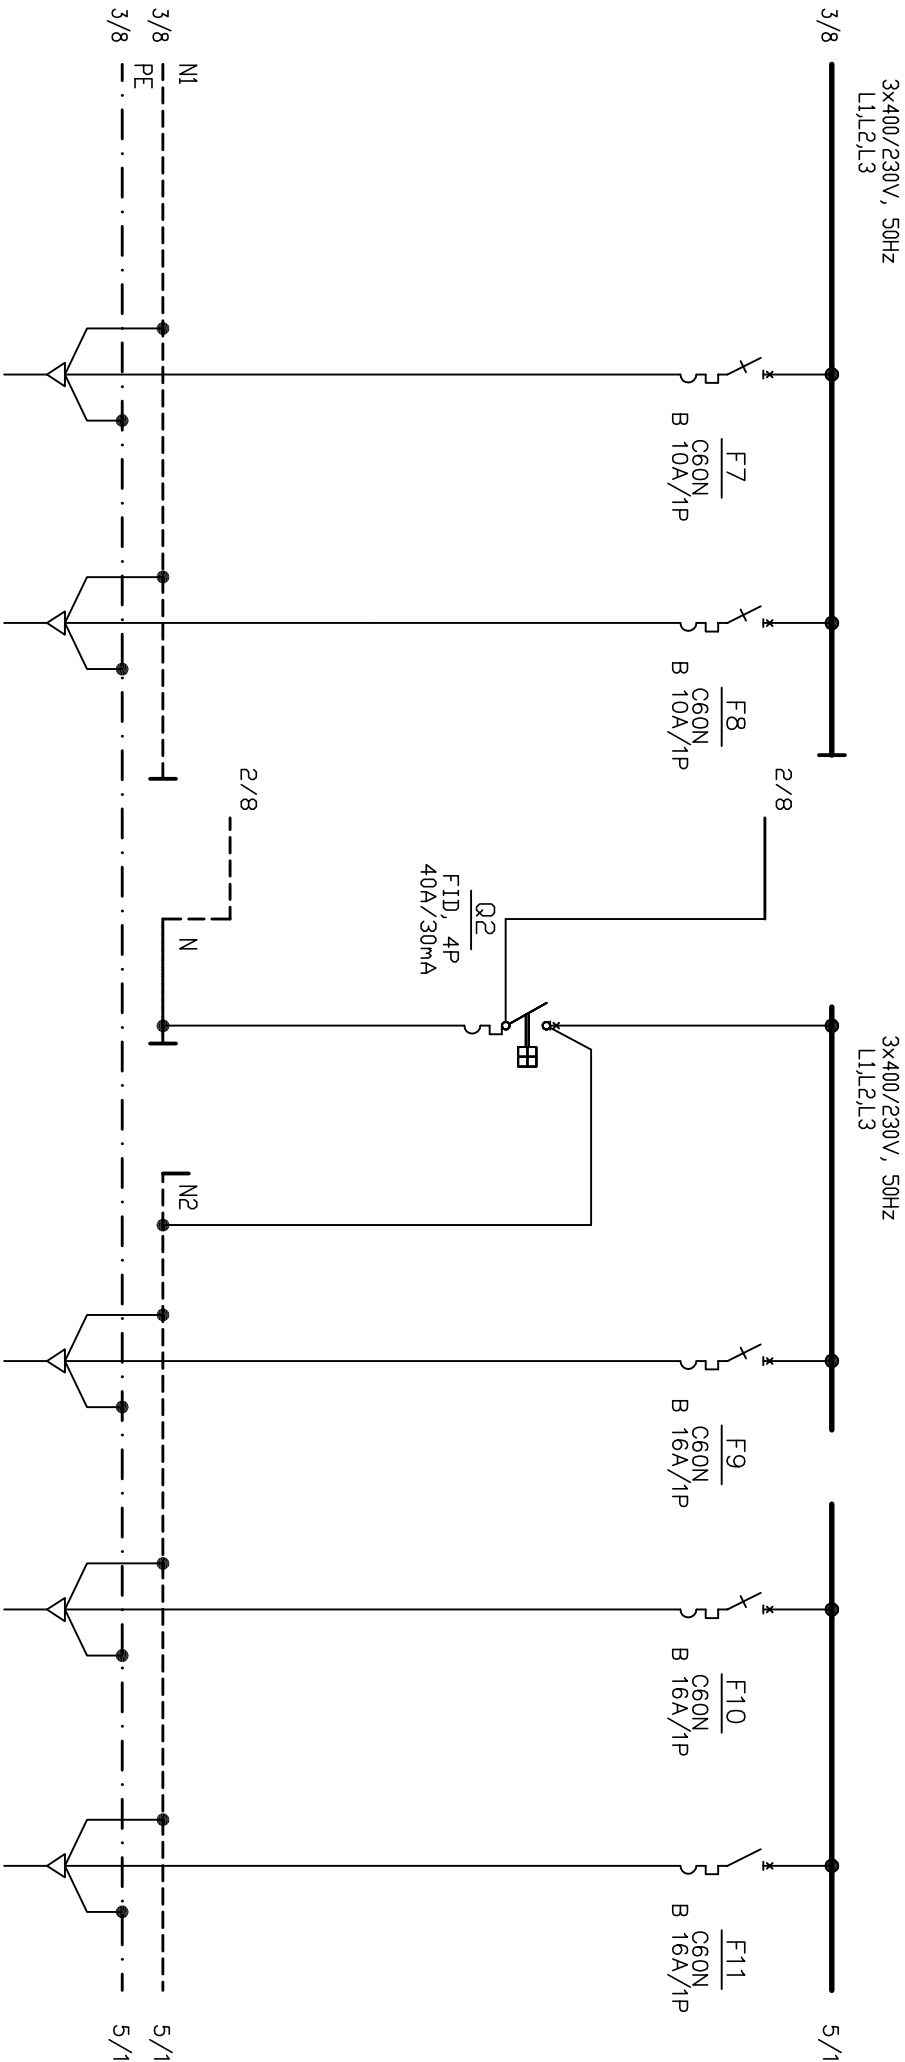 3x400/230V, 50Hz
L1,L2,L3
3/8
3/8
3/8
N1
PE
F7
C60N
B 10A/1P
F8
C60N
B 10A/1P
2/8
2/8
N
Q2
FID, 4P
40A/30mA
3x400/230V, 50Hz
L1,L2,L3
N2
F9
C60N
B 16A/1P
F10
C60N
B 16A/1P
F11
C60N
B 16A/1P
5/1
5/1
5/1